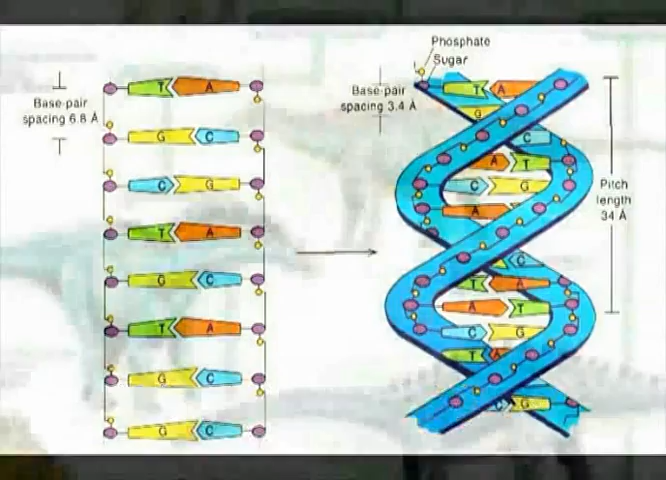 Phosphate
Sugar
Base-pair
spacing 6.8 Å
Base-pair
spacing 3.4 Å
Pitch
length
34 Å
T A
G C
C G
T A
G C
T A
G C
G C
T A
G
C
A T
C G
A
C
T A
A T
C G
T A
C G